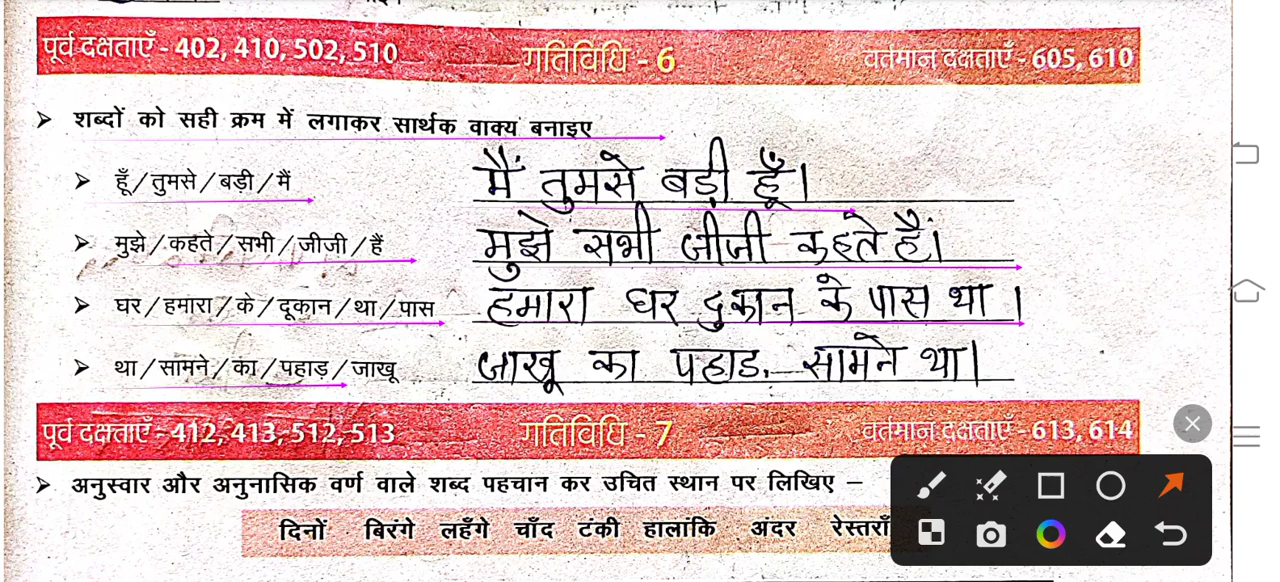 पूर्व दक्षताएँ - 402, 410, 502, 510 गतिविधि - 6 वर्तमान दक्षताएँ - 605, 610
➢ शब्दों को सही क्रम में लगाकर सार्थक वाक्य बनाइए
➢ हूँ/तुमसे/बड़ी/मैं मैं तुमसे बड़ी हूँ।
➢ मुझे/कहते/सभी/जीजी/हैं मुझे सभी जीजी कहते हैं।
➢ घर/हमारा/के/दूकान/था/पास हमारा घर दुकान के पास था।
➢ था/सामने/का/पहाड़/जाखू जाखू का पहाड. सामने था।
पूर्व दक्षताएँ - 412, 413, 512, 513 गतिविधि - 7 वर्तमान दक्षताएँ - 613, 614
➢ अनुस्वार और अनुनासिक वर्ण वाले शब्द पहचान कर उचित स्थान पर लिखिए –
दिनों बिरंगे लहँगे चाँद टंकी हालांकि अंदर रेस्तराँ